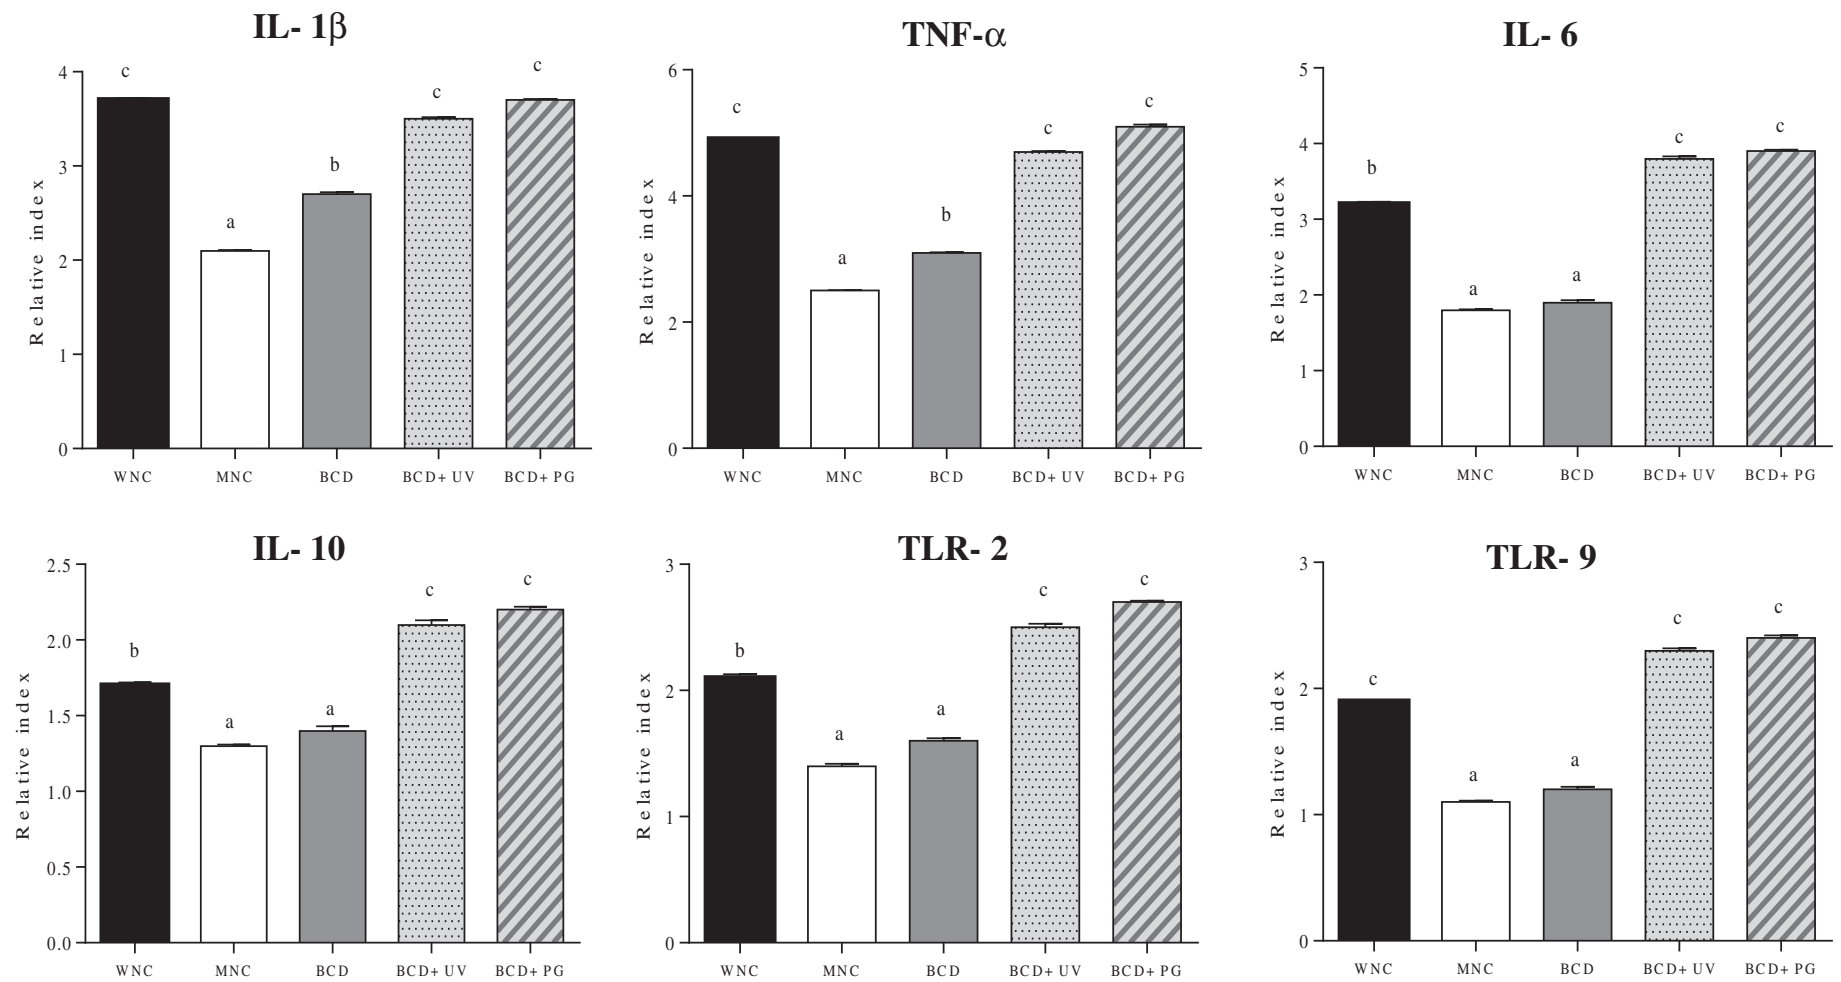 IL- 1β
Relative index
4
3
2
1
0
c
a
b
c
c
WNC
MNC
BCD
BCD+ UV
BCD+ PG
TNF-α
Relative index
6
4
2
0
c
a
b
c
c
WNC
MNC
BCD
BCD+ UV
BCD+ PG
IL- 6
Relative index
5
4
3
2
1
0
b
a
a
c
c
WNC
MNC
BCD
BCD+ UV
BCD+ PG
IL- 10
Relative index
2.5
2.0
1.5
1.0
0.5
0.0
b
a
a
c
c
WNC
MNC
BCD
BCD+ UV
BCD+ PG
TLR- 2
Relative index
3
2
1
0
b
a
a
c
c
WNC
MNC
BCD
BCD+ UV
BCD+ PG
TLR- 9
Relative index
3
2
1
0
c
a
a
c
c
WNC
MNC
BCD
BCD+ UV
BCD+ PG